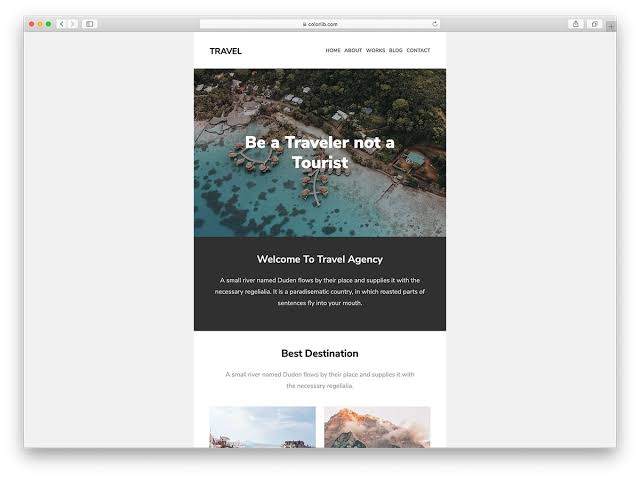 colorlib.com
TRAVEL
HOME ABOUT WORKS BLOG CONTACT
Be a Traveler not a
Tourist
Welcome To Travel Agency
A small river named Duden flows by their place and supplies it with the
necessary regelialia. It is a paradisematic country, in which roasted parts of
sentences fly into your mouth.
Best Destination
A small river named Duden flows by their place and supplies it with
the necessary regelialia.